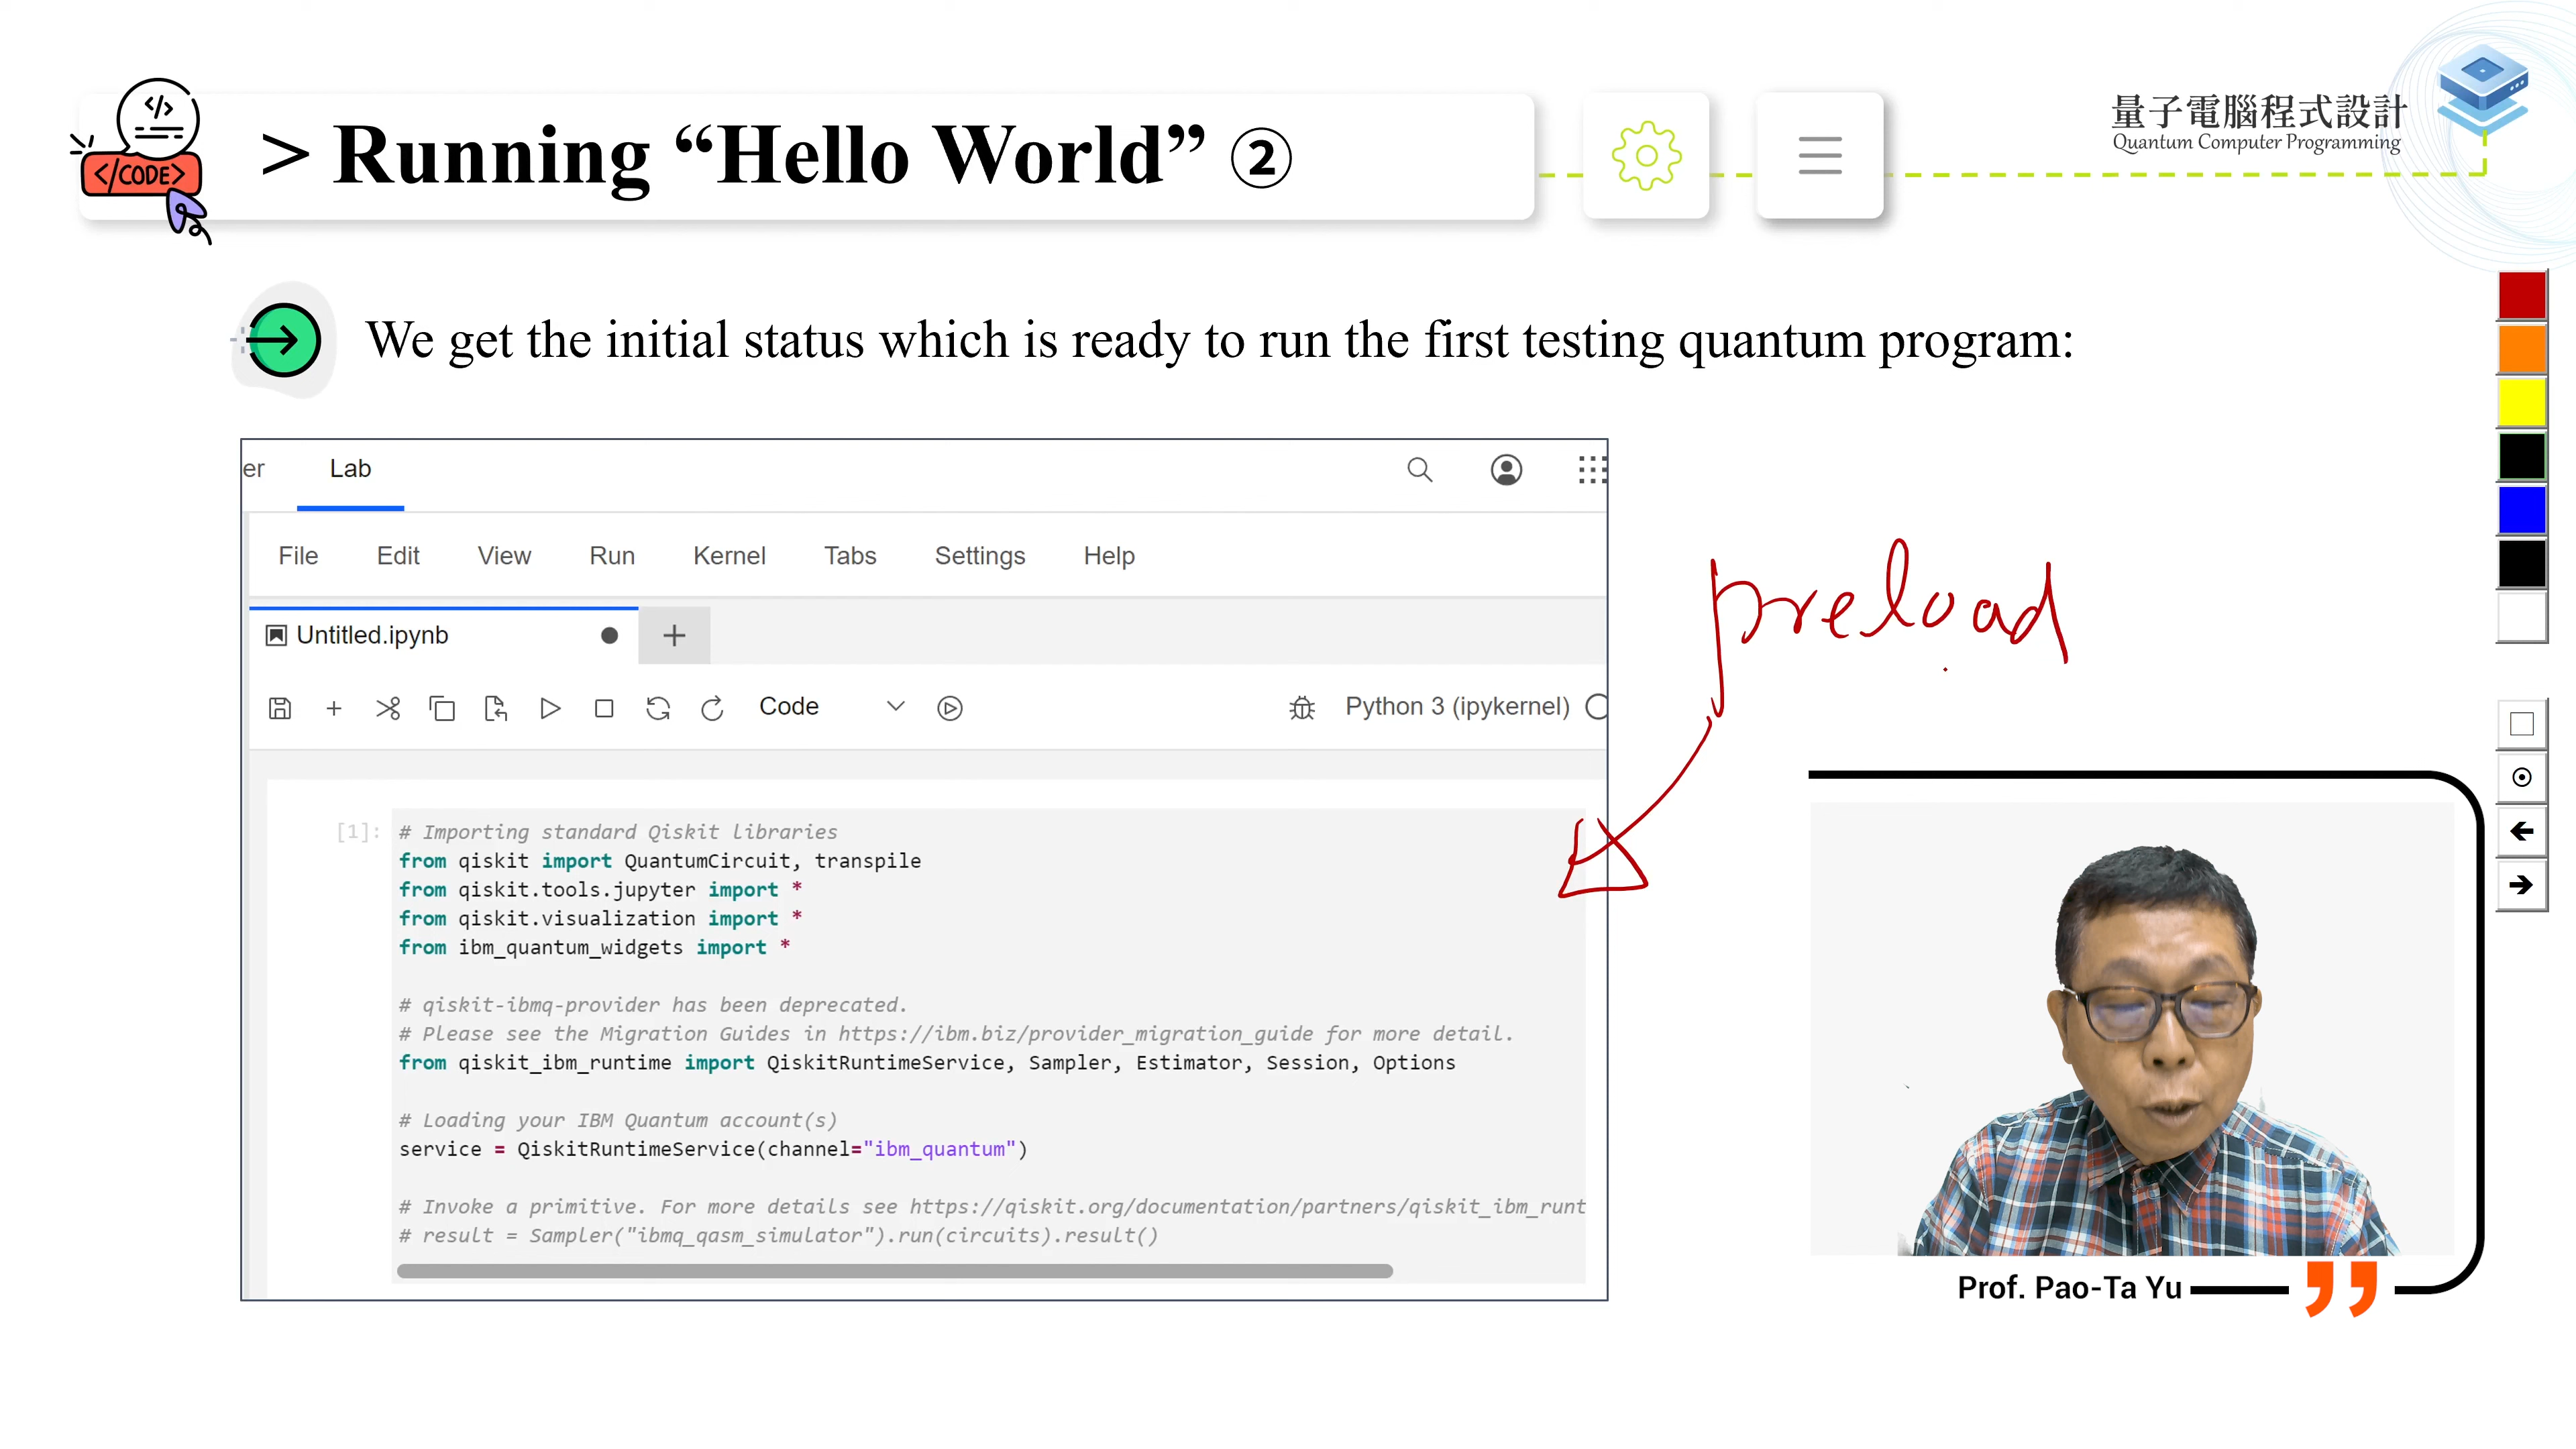 </>
</CODE>
> Running “Hello World” ②
量子電腦程式設計
Quantum Computer Programming
We get the initial status which is ready to run the first testing quantum program:
er Lab
File Edit View Run Kernel Tabs Settings Help
Untitled.ipynb
Code Python 3 (ipykernel)
preload
[1]: # Importing standard Qiskit libraries
from qiskit import QuantumCircuit, transpile
from qiskit.tools.jupyter import *
from qiskit.visualization import *
from ibm_quantum_widgets import *
# qiskit-ibmq-provider has been deprecated.
# Please see the Migration Guides in https://ibm.biz/provider_migration_guide for more detail.
from qiskit_ibm_runtime import QiskitRuntimeService, Sampler, Estimator, Session, Options
# Loading your IBM Quantum account(s)
service = QiskitRuntimeService(channel="ibm_quantum")
# Invoke a primitive. For more details see https://qiskit.org/documentation/partners/qiskit_ibm_runt
# result = Sampler("ibmq_qasm_simulator").run(circuits).result()
Prof. Pao-Ta Yu